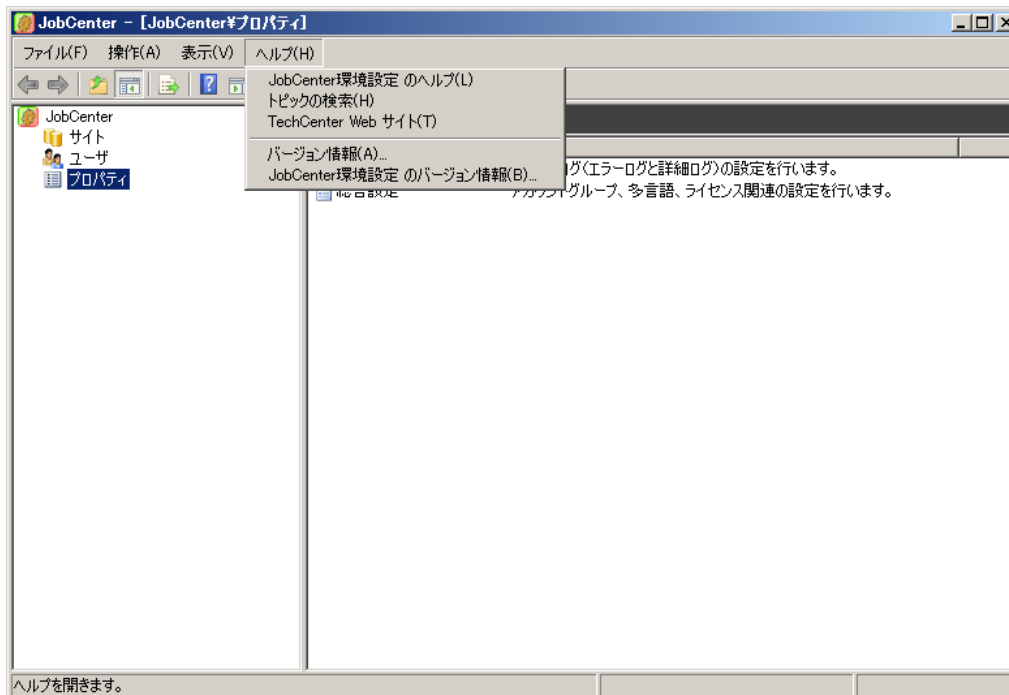 JobCenter - [JobCenter¥プロパティ]
ファイル(F) 操作(A) 表示(V) ヘルプ(H)
JobCenter環境設定 のヘルプ(L)
トピックの検索(H)
TechCenter Web サイト(T)
バージョン情報(A)...
JobCenter環境設定 のバージョン情報(B)...
JobCenter
サイト
ユーザ
プロパティ
グ(エラーログと詳細ログ)の設定を行います。
総合設定 アカウントグループ、多言語、ライセンス関連の設定を行います。
ヘルプを開きます。